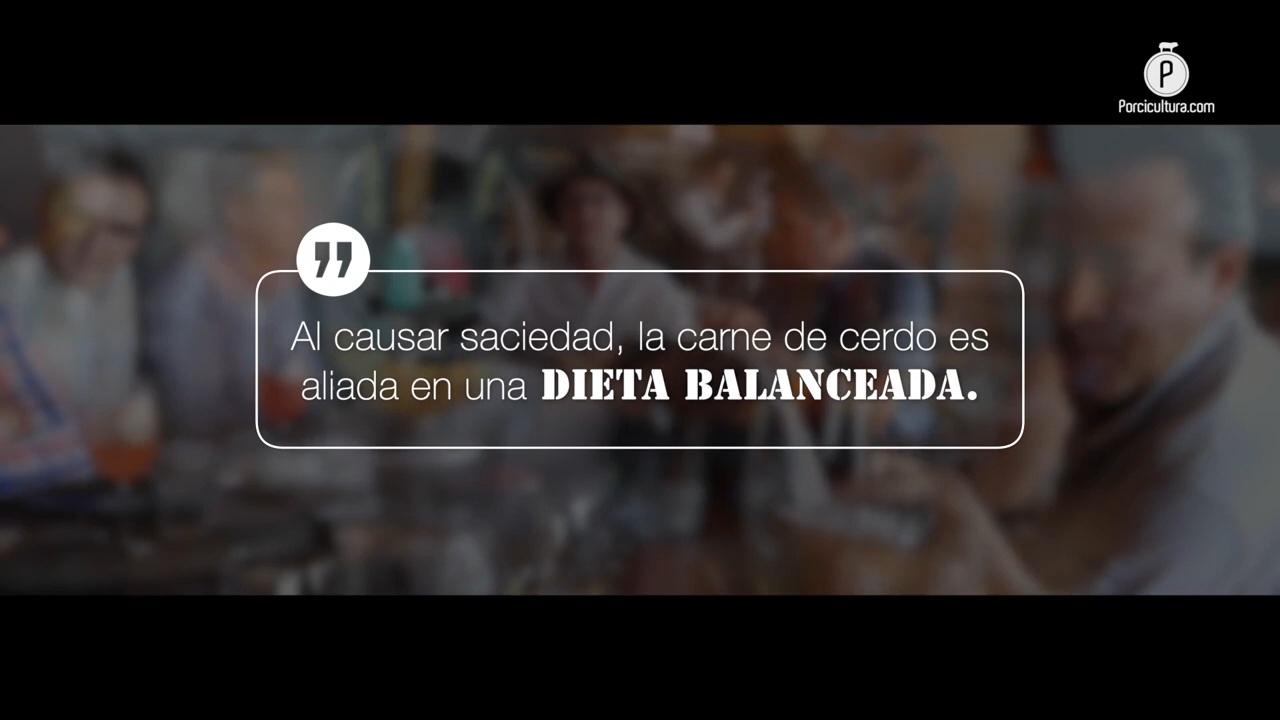 P
Porcicultura.com
Al causar saciedad, la carne de cerdo es
aliada en una DIETA BALANCEADA.